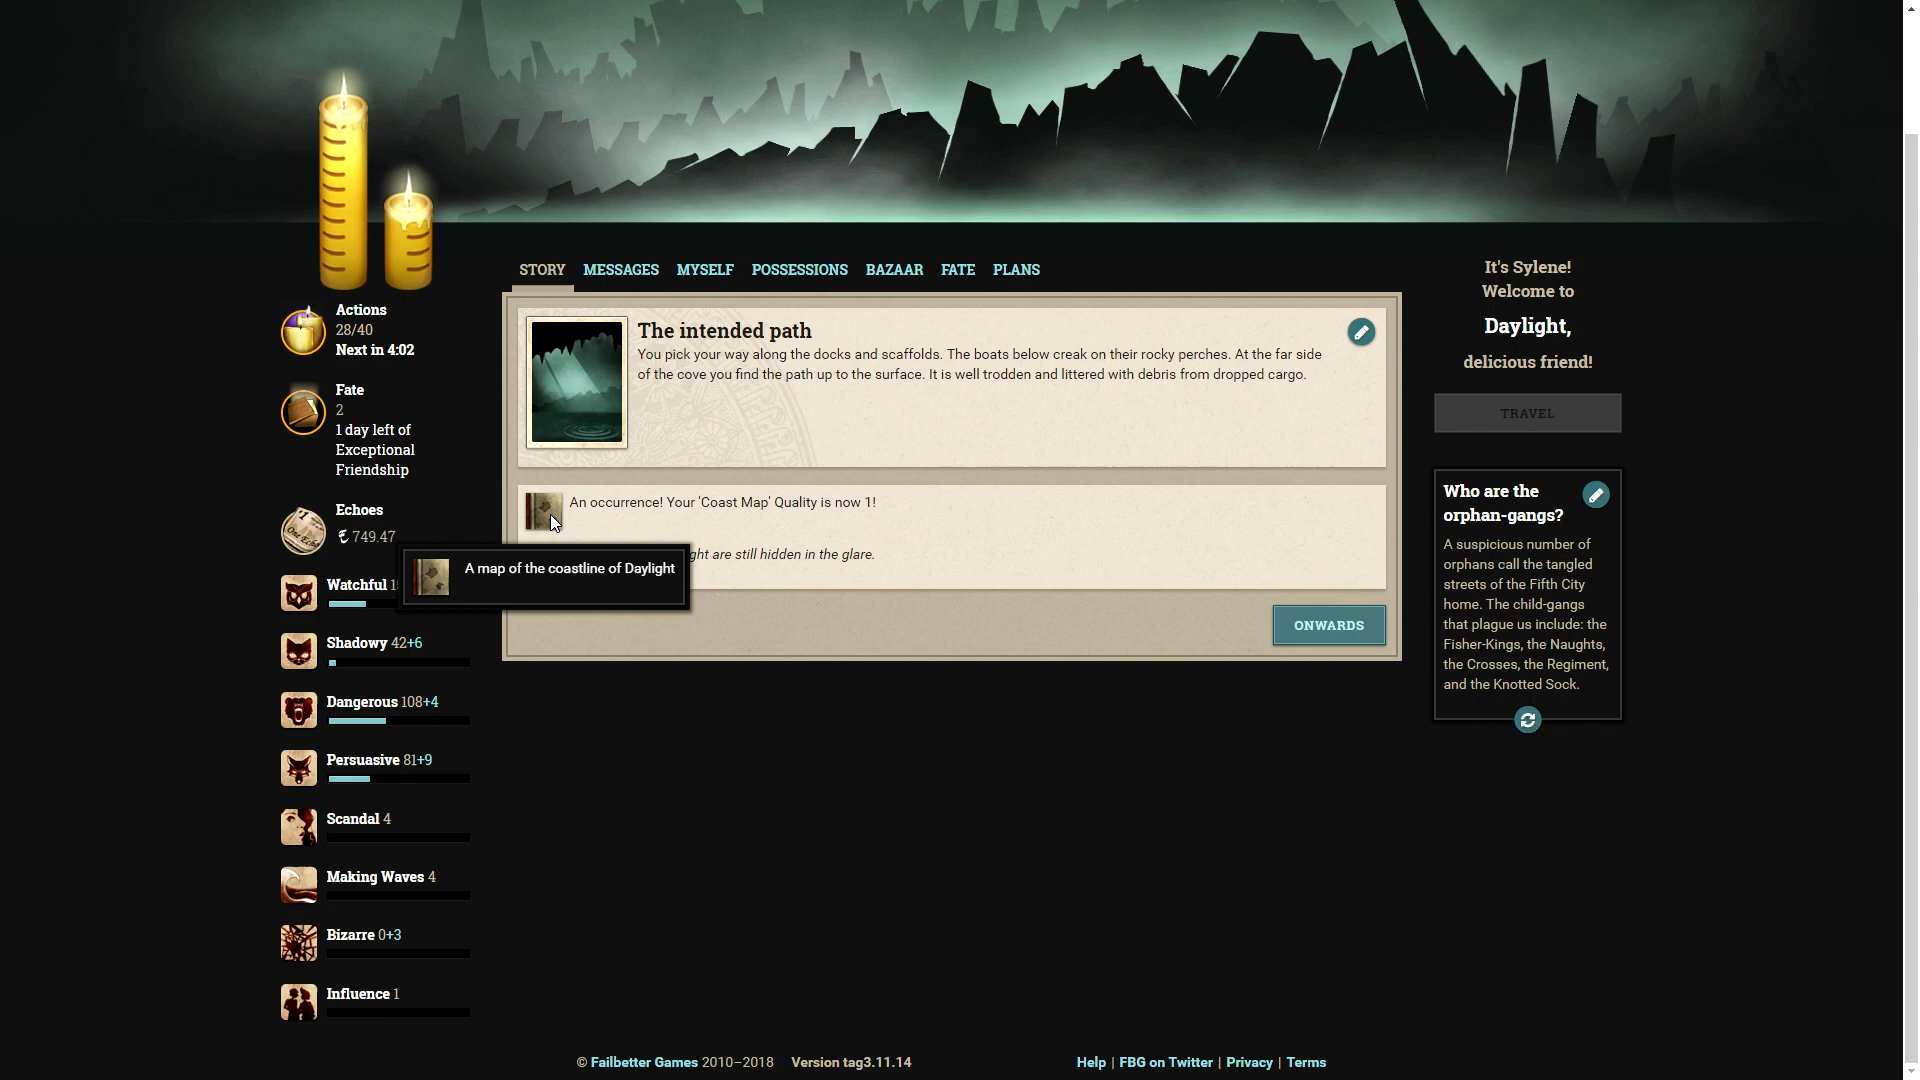 STORY MESSAGES MYSELF POSSESSIONS BAZAAR FATE PLANS
Actions
28/40
Next in 4:02
Fate
2
1 day left of
Exceptional
Friendship
Echoes
749.47
Watchful
Shadowy 42+6
Dangerous 108+4
Persuasive 81+9
Scandal 4
Making Waves 4
Bizarre 0+3
Influence 1
The intended path
You pick your way along the docks and scaffolds. The boats below creak on their rocky perches. At the far side
of the cove you find the path up to the surface. It is well trodden and littered with debris from dropped cargo.
An occurrence! Your 'Coast Map' Quality is now 1!
are still hidden in the glare.
A map of the coastline of Daylight
ONWARDS
It's Sylene!
Welcome to
Daylight,
delicious friend!
TRAVEL
Who are the
orphan-gangs?
A suspicious number of
orphans call the tangled
streets of the Fifth City
home. The child-gangs
that plague us include: the
Fisher-Kings, the Naughts,
the Crosses, the Regiment,
and the Knotted Sock.
© Failbetter Games 2010–2018 Version tag3.11.14
Help | FBG on Twitter | Privacy | Terms